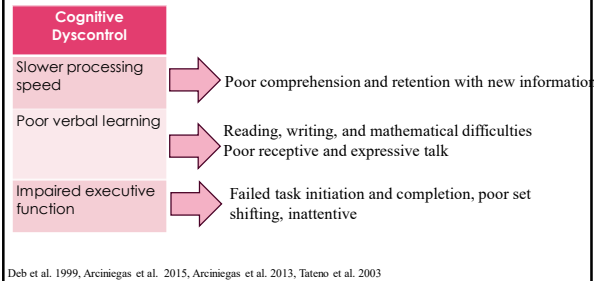 Cognitive
Dyscontrol
Slower processing
speed
Poor comprehension and retention with new information
Poor verbal learning
Reading, writing, and mathematical difficulties
Poor receptive and expressive talk
Impaired executive
function
Failed task initiation and completion, poor set
shifting, inattentive
Deb et al. 1999, Arciniegas et al. 2015, Arciniegas et al. 2013, Tateno et al. 2003